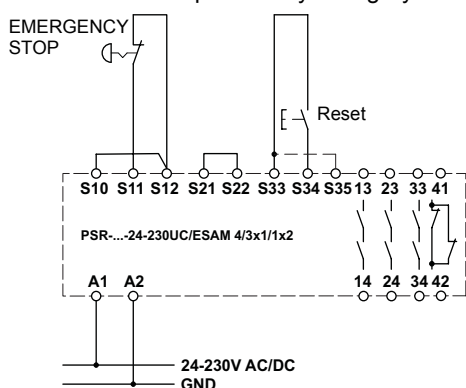 EMERGENCY
STOP
Reset
S10 S11 S12 S21 S22 S33 S34 S35 13 23 33 41
PSR-...-24-230UC/ESAM 4/3x1/1x2
A1 A2 14 24 34 42
24-230V AC/DC
GND